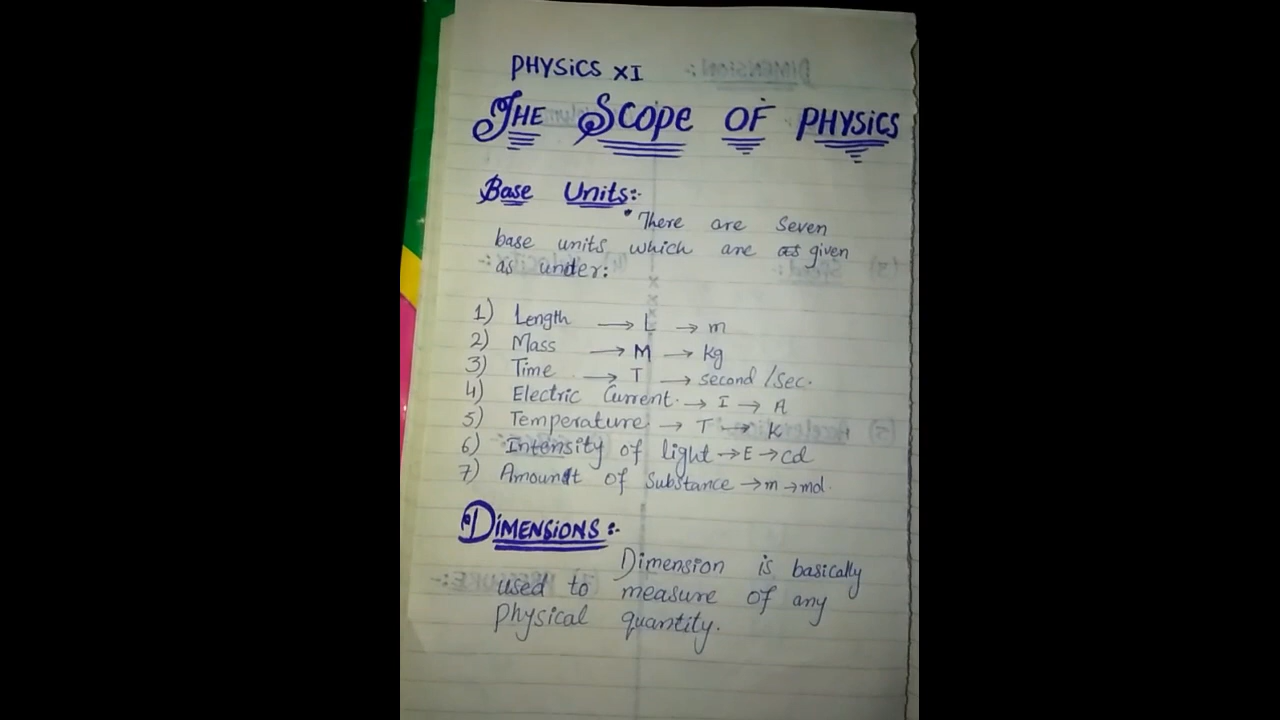 PHYSICS XI
THE SCOPE OF PHYSICS
Base Units:-
There are seven
base units which are as given
as under:
1) Length → L → m
2) Mass → M → kg
3) Time → T → second /sec.
4) Electric Current → I → A
5) Temperature → T → K
6) Intensity of light → E → cd
7) Amount of Substance → m → mol.
DIMENSIONS:-
Dimension is basically
used to measure of any
physical quantity.